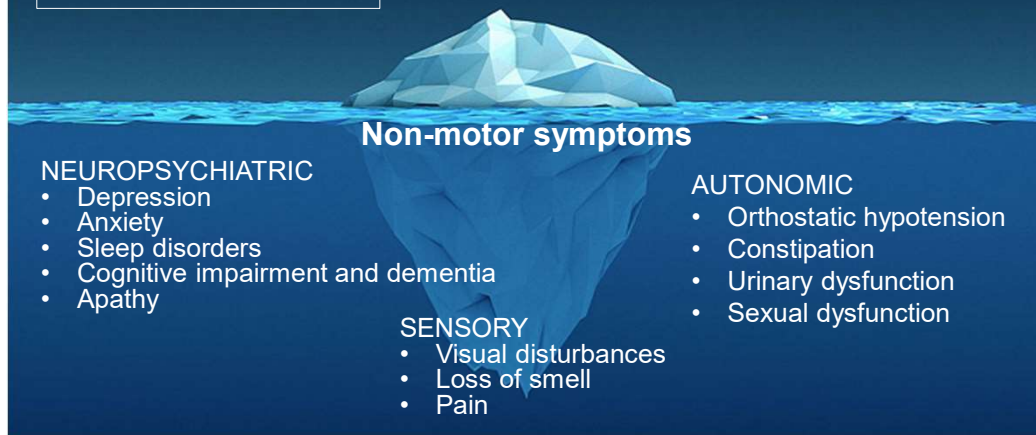 Non-motor symptoms
NEUROPSYCHIATRIC
• Depression
• Anxiety
• Sleep disorders
• Cognitive impairment and dementia
• Apathy
SENSORY
• Visual disturbances
• Loss of smell
• Pain
AUTONOMIC
• Orthostatic hypotension
• Constipation
• Urinary dysfunction
• Sexual dysfunction